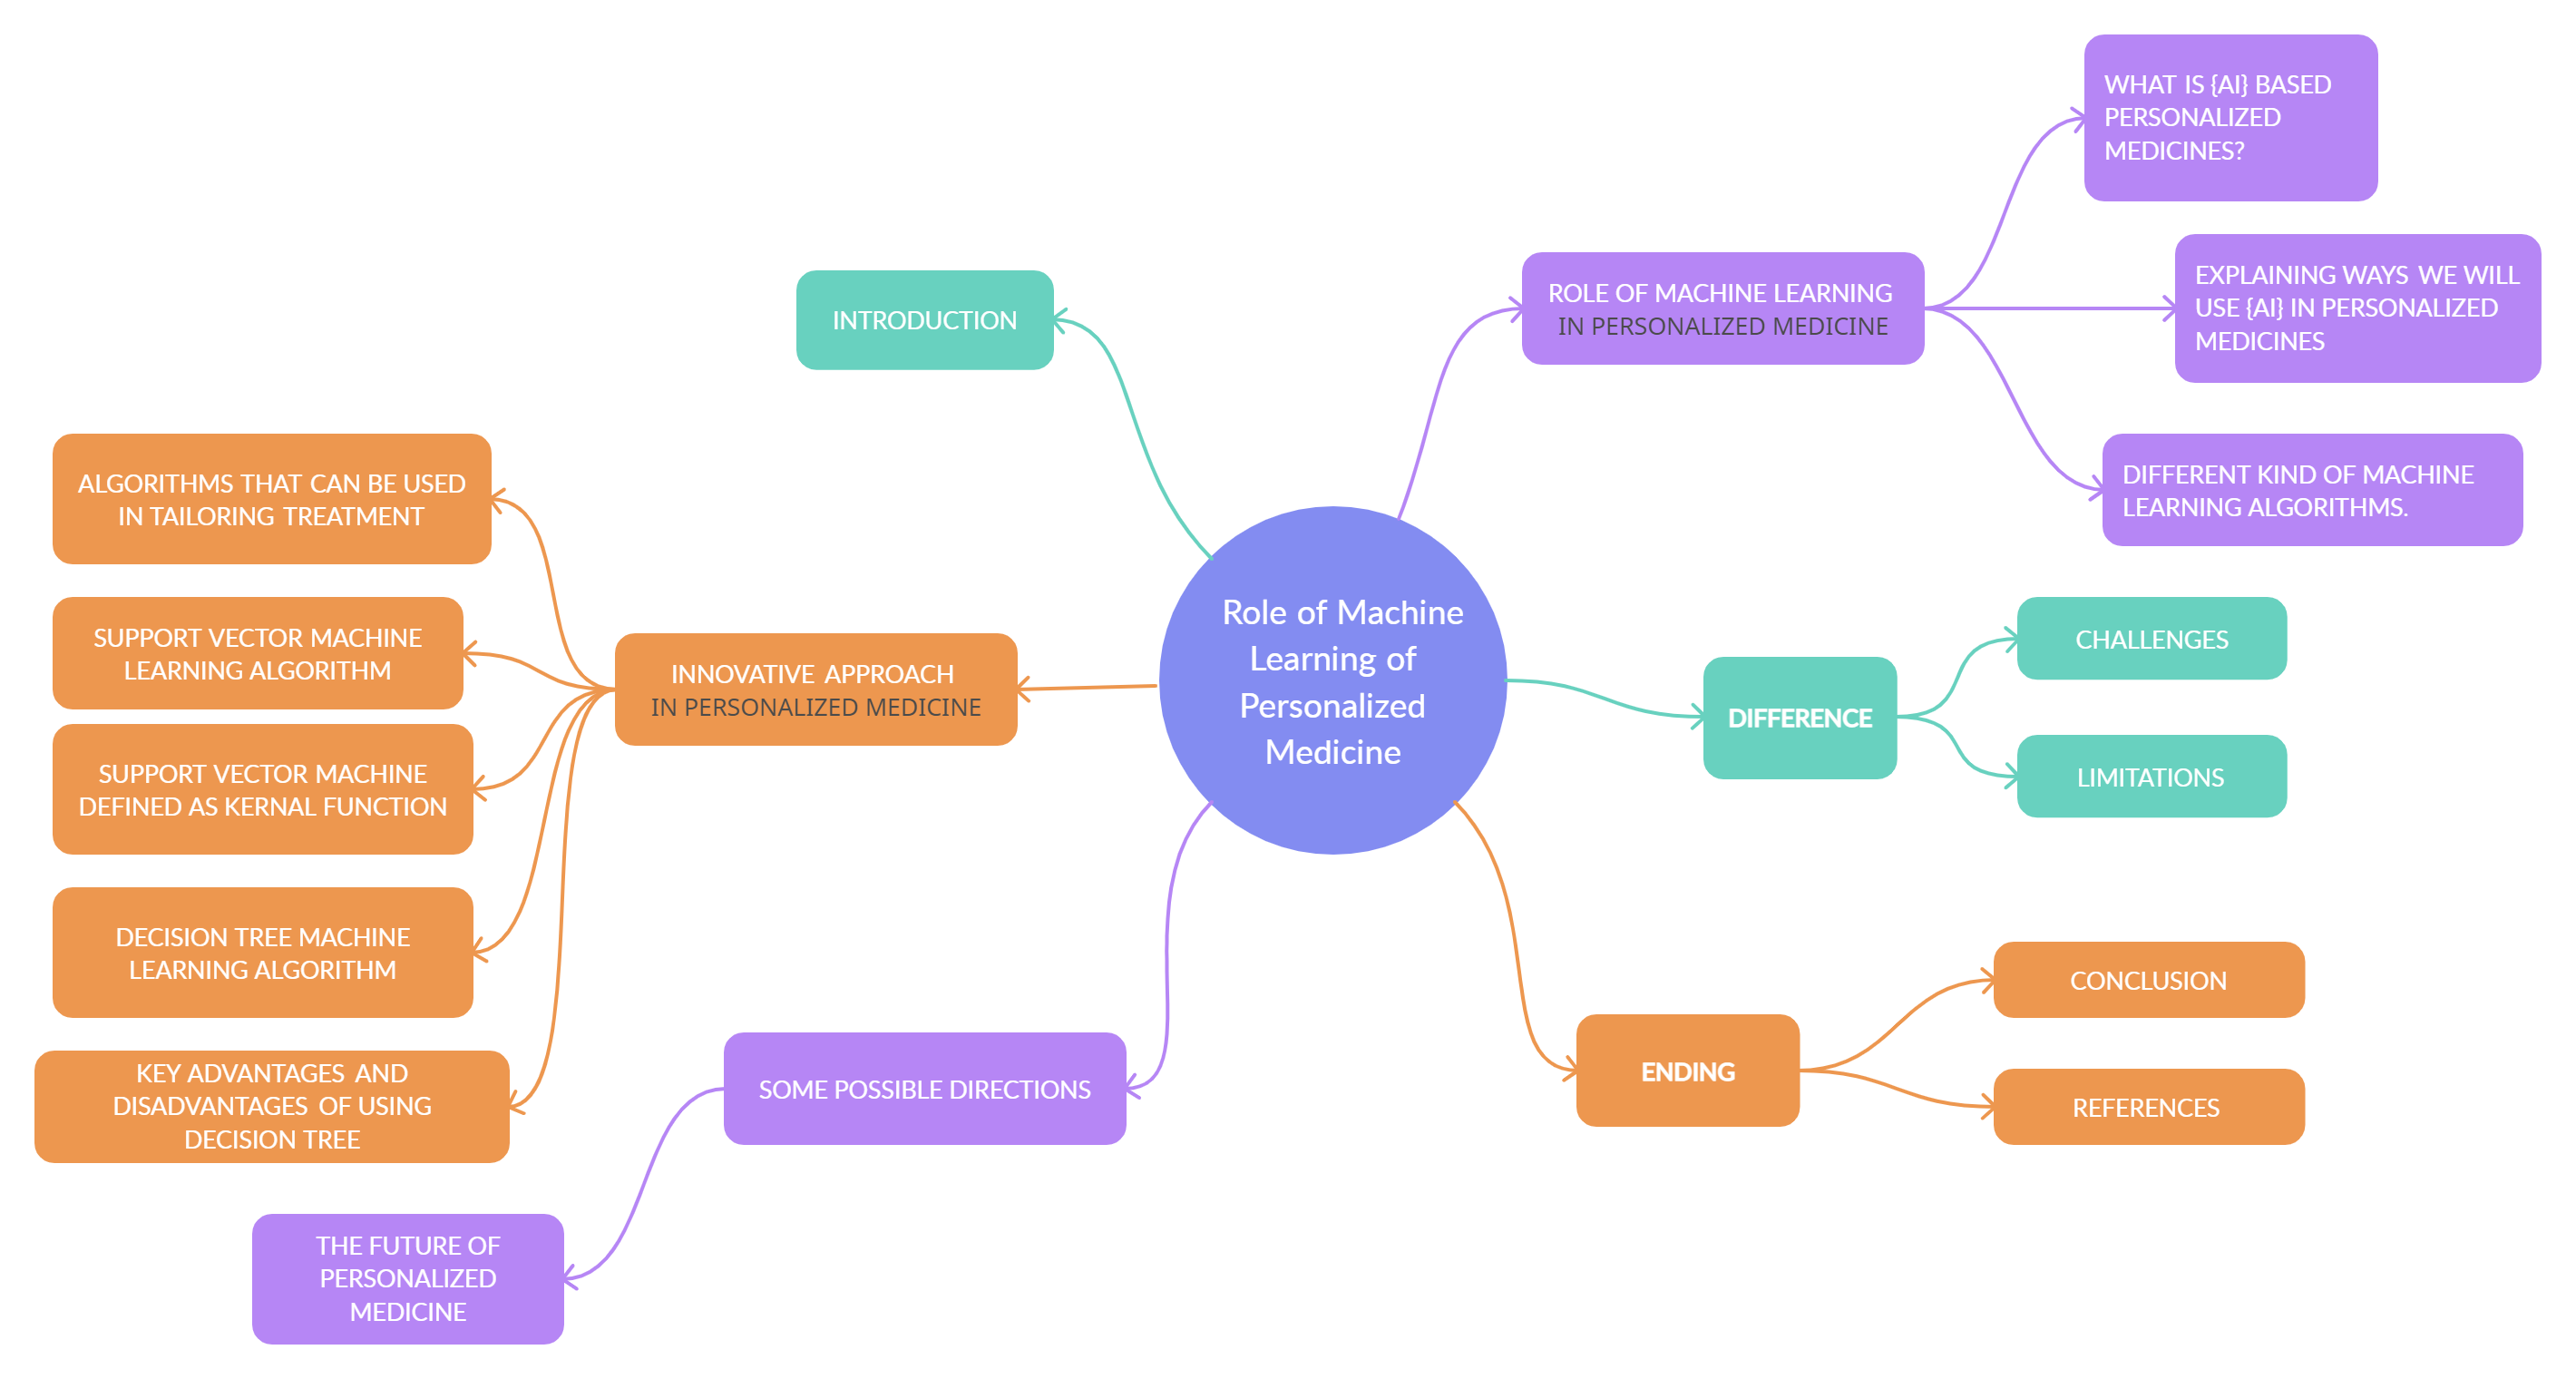 Role of Machine
Learning of
Personalized
Medicine
INTRODUCTION
ROLE OF MACHINE LEARNING
IN PERSONALIZED MEDICINE
WHAT IS {AI} BASED
PERSONALIZED
MEDICINES?
EXPLAINING WAYS WE WILL
USE {AI} IN PERSONALIZED
MEDICINES
DIFFERENT KIND OF MACHINE
LEARNING ALGORITHMS.
DIFFERENCE
CHALLENGES
LIMITATIONS
ENDING
CONCLUSION
REFERENCES
INNOVATIVE APPROACH
IN PERSONALIZED MEDICINE
ALGORITHMS THAT CAN BE USED
IN TAILORING TREATMENT
SUPPORT VECTOR MACHINE
LEARNING ALGORITHM
SUPPORT VECTOR MACHINE
DEFINED AS KERNAL FUNCTION
DECISION TREE MACHINE
LEARNING ALGORITHM
KEY ADVANTAGES AND
DISADVANTAGES OF USING
DECISION TREE
SOME POSSIBLE DIRECTIONS
THE FUTURE OF
PERSONALIZED
MEDICINE